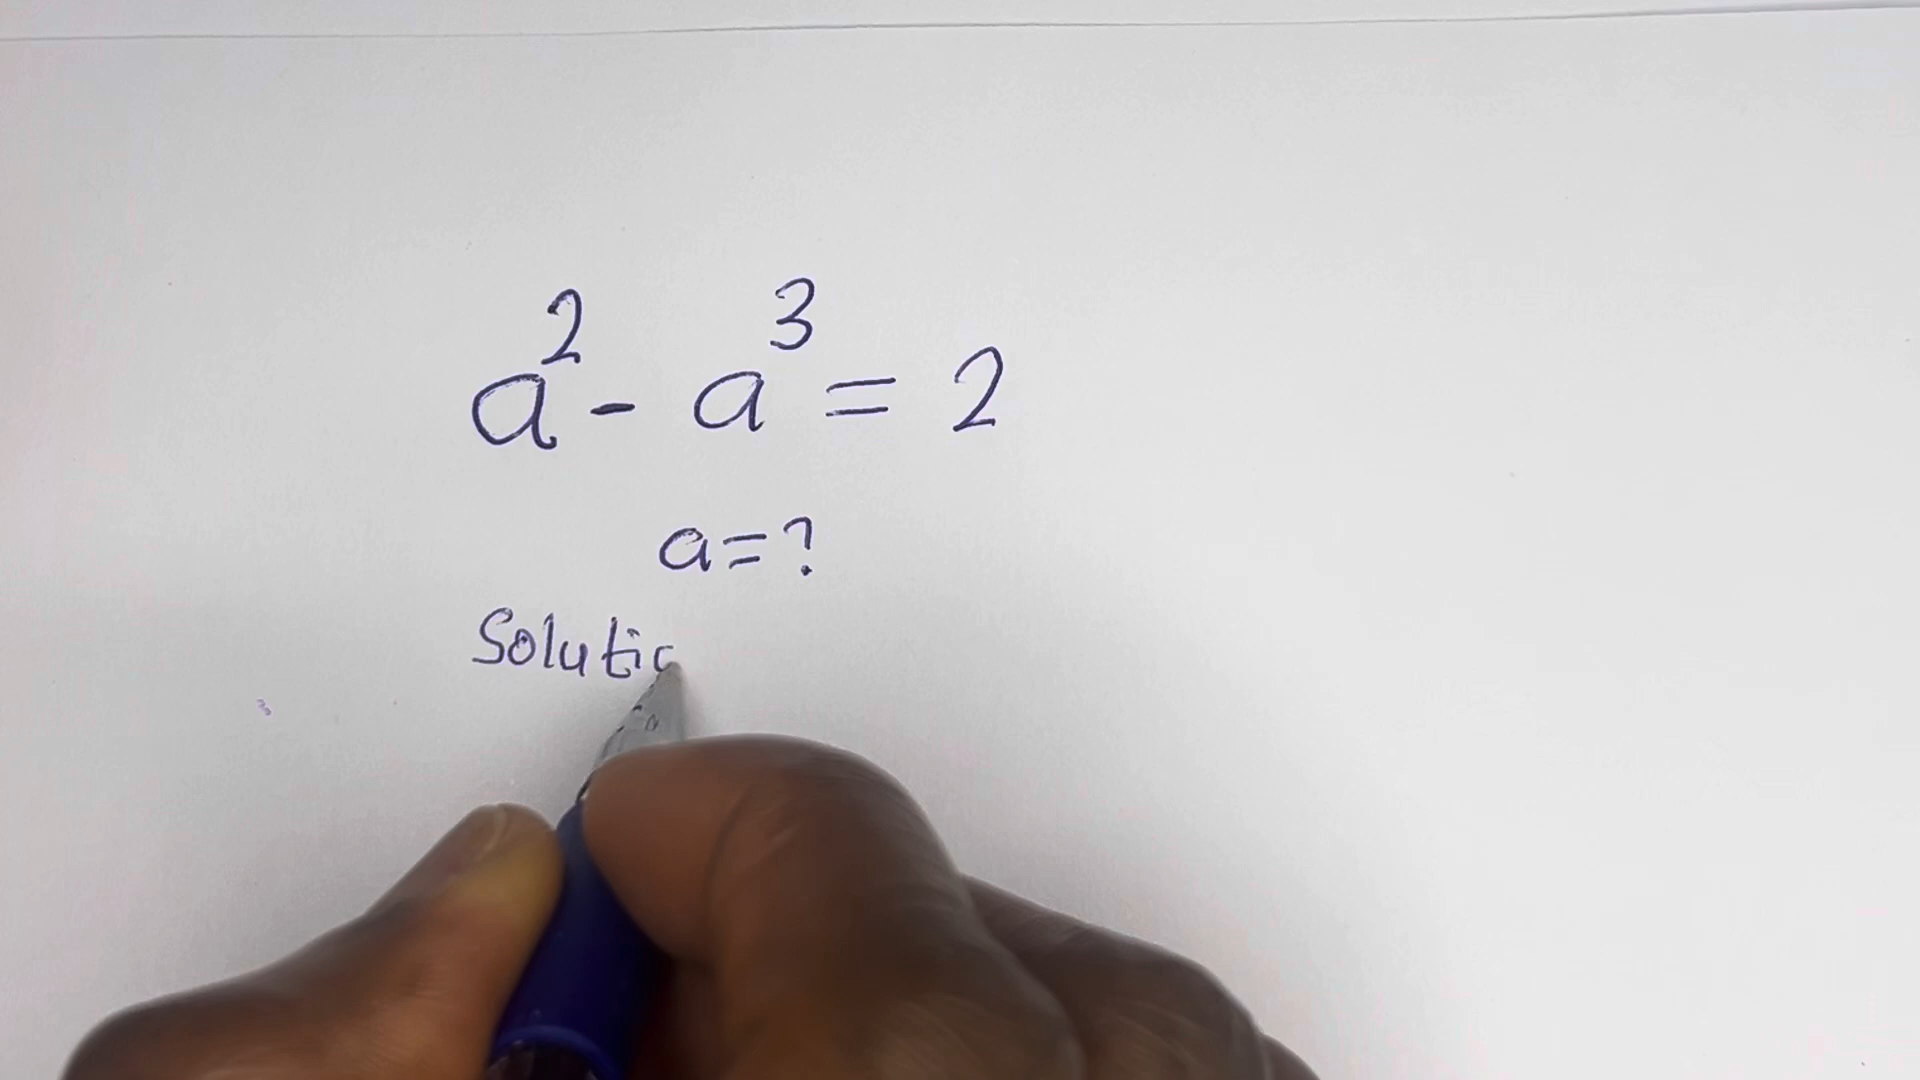 a² - a³ = 2
a = ?
Solutio